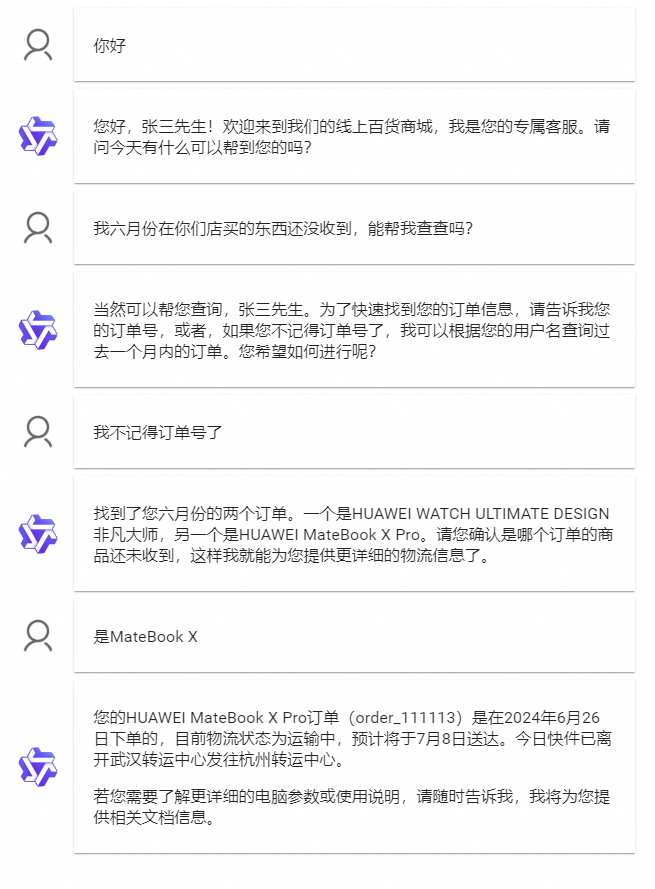 你好
您好，张三先生！欢迎来到我们的线上百货商城，我是您的专属客服。请
问今天有什么可以帮到您的吗？
我六月份在你们店买的东西还没收到，能帮我查查吗？
当然可以帮您查询，张三先生。为了快速找到您的订单信息，请告诉我您
的订单号，或者，如果您不记得订单号了，我可以根据您的用户名查询过
去一个月内的订单。您希望如何进行呢？
我不记得订单号了
找到了您六月份的两个订单。一个是HUAWEI WATCH ULTIMATE DESIGN
非凡大师，另一个是HUAWEI MateBook X Pro。请您确认是哪个订单的商
品还未收到，这样我就能为您提供更详细的物流信息了。
是MateBook X
您的HUAWEI MateBook X Pro订单（order_111113）是在2024年6月26
日下单的，目前物流状态为运输中，预计将于7月8日送达。今日快件已离
开武汉转运中心发往杭州转运中心。
若您需要了解更详细的电脑参数或使用说明，请随时告诉我，我将为您提
供相关文档信息。